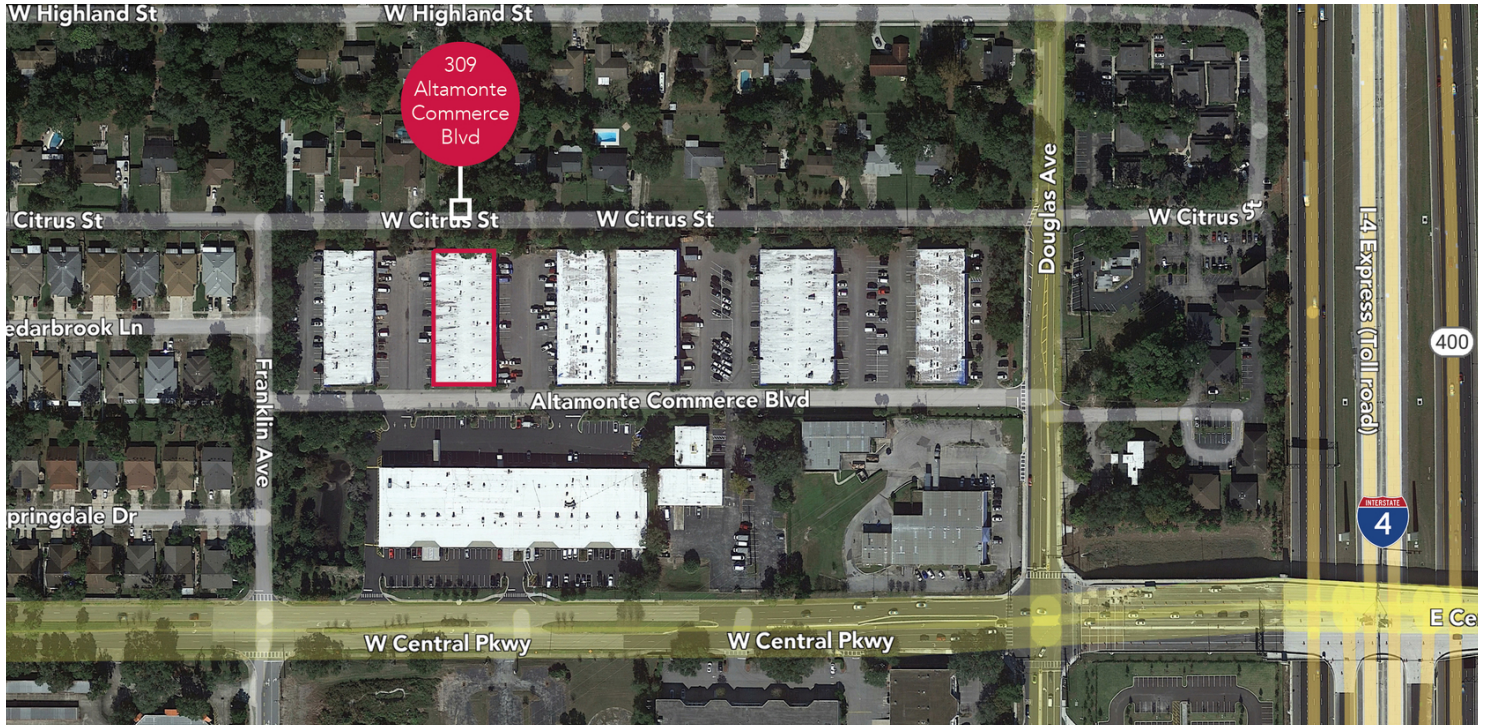 W Highland St
W Highland St
309
Altamonte
Commerce
Blvd
Douglas Ave
W Citrus St
W Citrus St
W Citrus St
Citrus St
I-4 Express (Toll road)
edarbrook Ln
400
Franklin Ave
Altamonte Commerce Blvd
pringdale Dr
INTERSTATE
4
W Central Pkwy
W Central Pkwy
E Ce